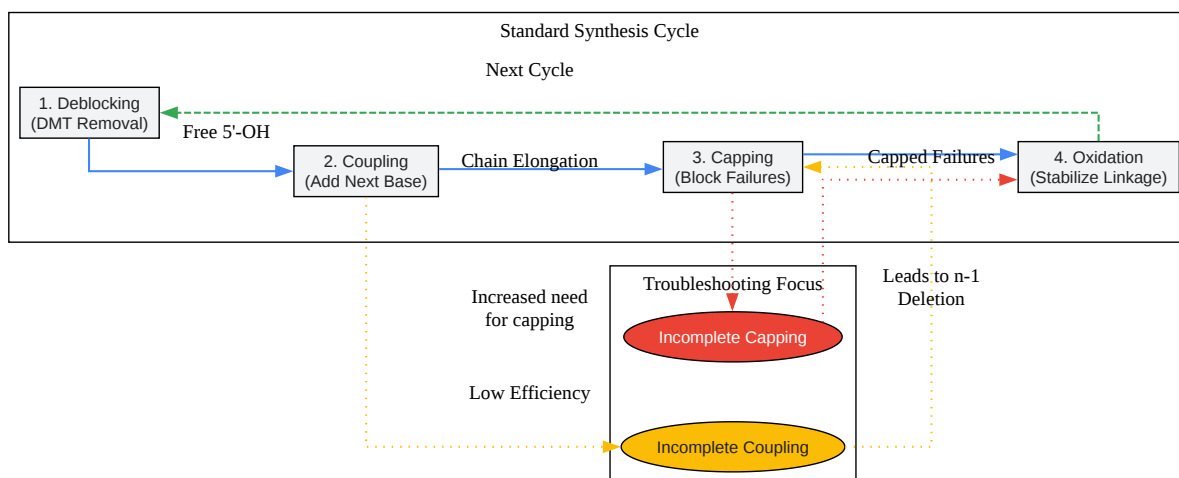 Standard Synthesis Cycle
Next Cycle
1. Deblocking
(DMT Removal)
Free 5'-OH
2. Coupling
(Add Next Base)
Chain Elongation
3. Capping
(Block Failures)
Capped Failures
4. Oxidation
(Stabilize Linkage)
Troubleshooting Focus
Leads to n-1
Deletion
Increased need
for capping
Incomplete Capping
Low Efficiency
Incomplete Coupling